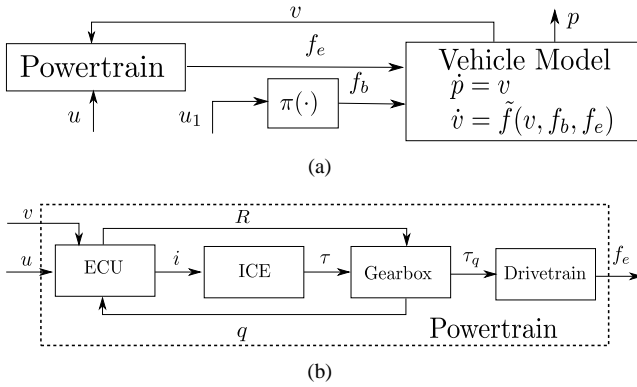 v
p
Powertrain
f_e
Vehicle Model
ṗ = v
v̇ = f̃(v, f_b, f_e)
u
u_1
π(·)
f_b
(a)
v
R
u
ECU
i
ICE
τ
Gearbox
τ_q
Drivetrain
f_e
q
Powertrain
(b)